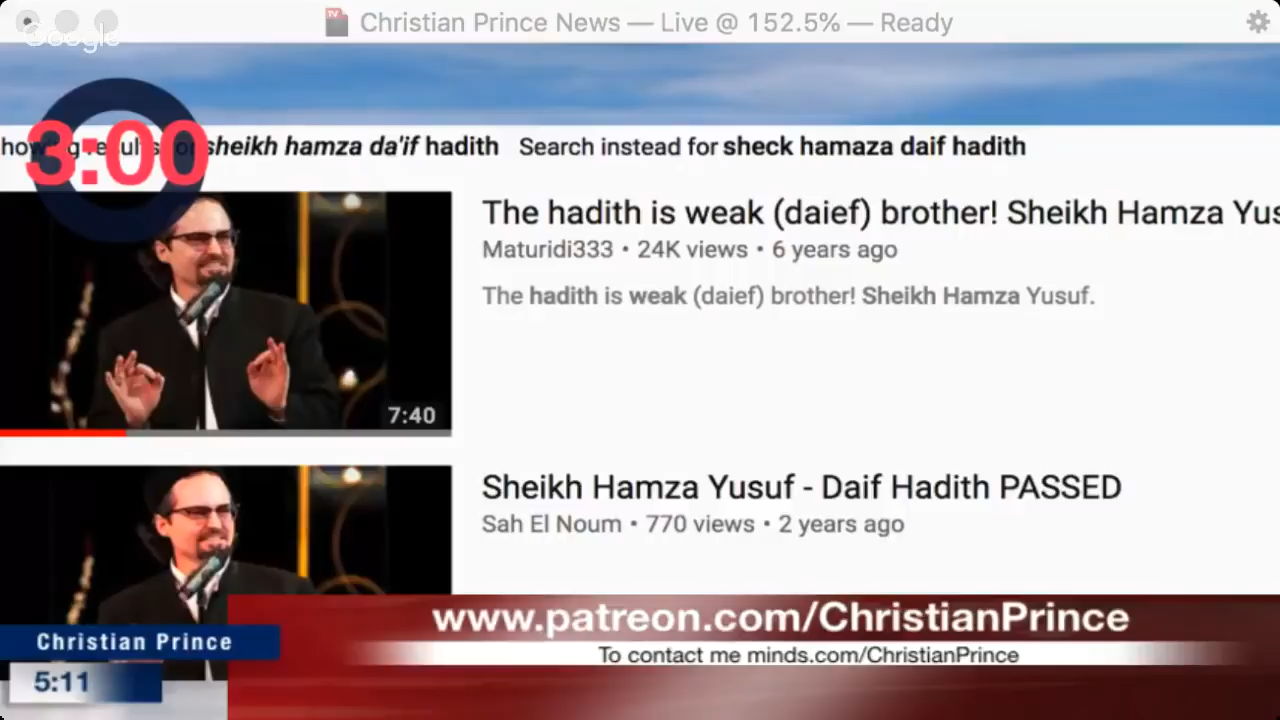 Christian Prince News — Live @ 152.5% — Ready
Google
3:00
sheikh hamza da'if hadith Search instead for sheck hamaza daif hadith
The hadith is weak (daief) brother! Sheikh Hamza Yus
Maturidi333 • 24K views • 6 years ago
The hadith is weak (daief) brother! Sheikh Hamza Yusuf.
7:40
Sheikh Hamza Yusuf - Daif Hadith PASSED
Sah El Noum • 770 views • 2 years ago
www.patreon.com/ChristianPrince
Christian Prince
To contact me minds.com/ChristianPrince
5:11